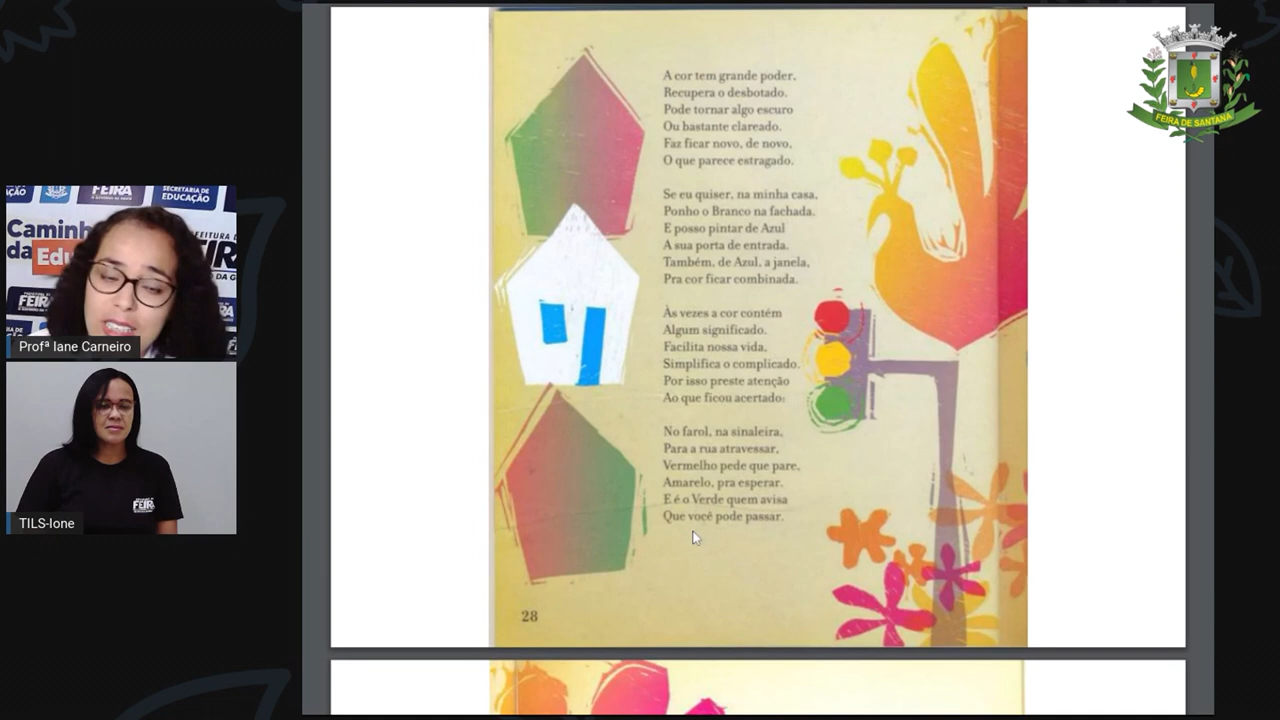 A cor tem grande poder,
Recupera o desbotado.
Pode tornar algo escuro
Ou bastante clareado.
Faz ficar novo, de novo,
O que parece estragado.
Se eu quiser, na minha casa,
Ponho o Branco na fachada.
E posso pintar de Azul
A sua porta de entrada.
Também, de Azul, a janela,
Pra cor ficar combinada.
Às vezes a cor contém
Algum significado.
Facilita nossa vida,
Simplifica o complicado.
Por isso preste atenção
Ao que ficou acertado:
No farol, na sinaleira,
Para a rua atravessar,
Vermelho pede que pare,
Amarelo, pra esperar.
E é o Verde quem avisa
Que você pode passar.
28
FEIRA DE SANTANA
FEIRA
SECRETARIA DE
EDUCAÇÃO
Caminh
da Edu
FEIRA
Profª Iane Carneiro
FEIRA
TILS-Ione